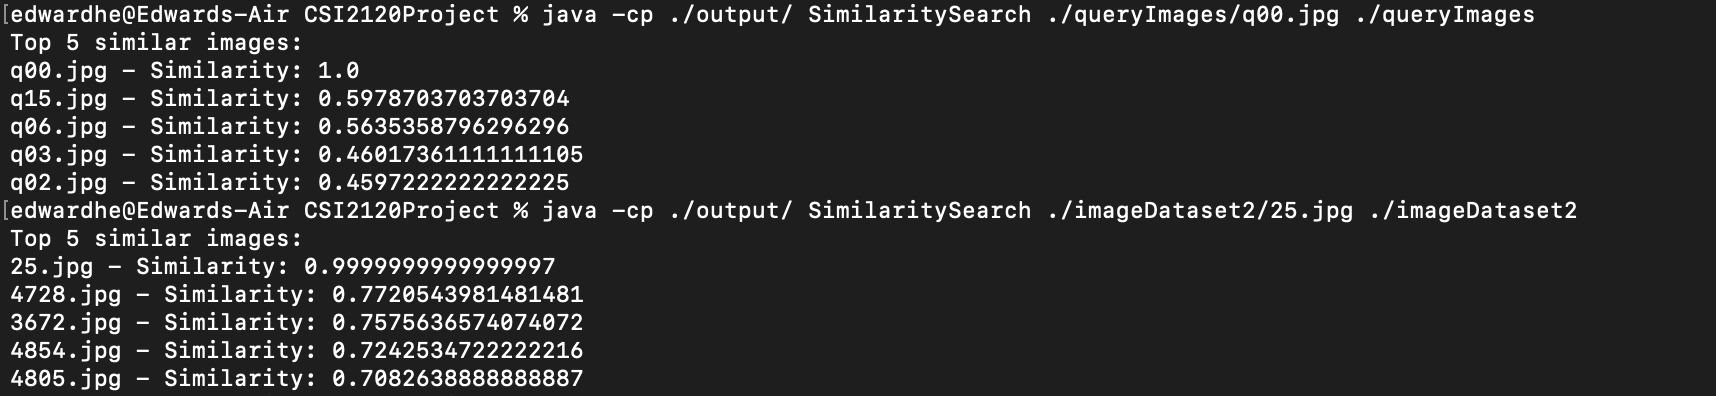 [edwardhe@Edwards-Air CSI2120Project % java -cp ./output/ SimilaritySearch ./queryImages/q00.jpg ./queryImages
Top 5 similar images:
q00.jpg - Similarity: 1.0
q15.jpg - Similarity: 0.5978703703703704
q06.jpg - Similarity: 0.5635358796296296
q03.jpg - Similarity: 0.46017361111111105
q02.jpg - Similarity: 0.4597222222222225
[edwardhe@Edwards-Air CSI2120Project % java -cp ./output/ SimilaritySearch ./imageDataset2/25.jpg ./imageDataset2
Top 5 similar images:
25.jpg - Similarity: 0.9999999999999997
4728.jpg - Similarity: 0.7720543981481481
3672.jpg - Similarity: 0.7575636574074072
4854.jpg - Similarity: 0.7242534722222216
4805.jpg - Similarity: 0.7082638888888887